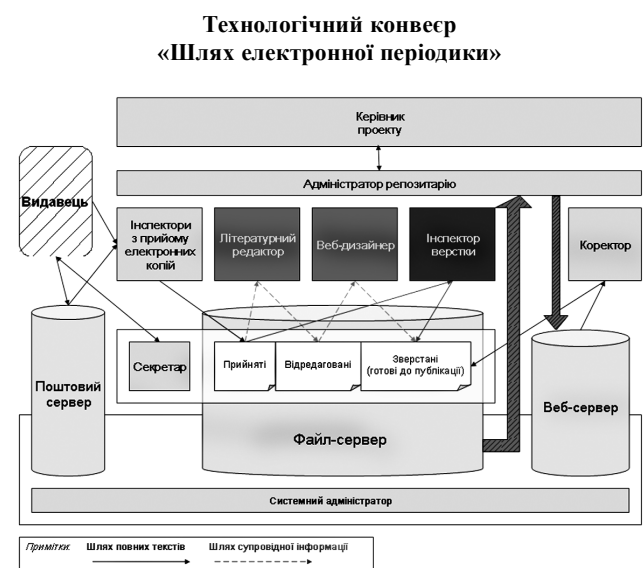 Технологічний конвеєр
«Шлях електронної періодики»
Керівник
проекту
Адміністратор репозитарію
Видавець
Інспектори
з прийому
електронних
копій
Літературний
редактор
Веб-дизайнер
Інспектор
верстки
Коректор
Поштовий
сервер
Секретар
Прийняті
Відредаговані
Зверстані
(готові до публікації)
Файл-сервер
Веб-сервер
Системний адміністратор
Примітки: Шлях повних текстів Шлях супровідної інформації